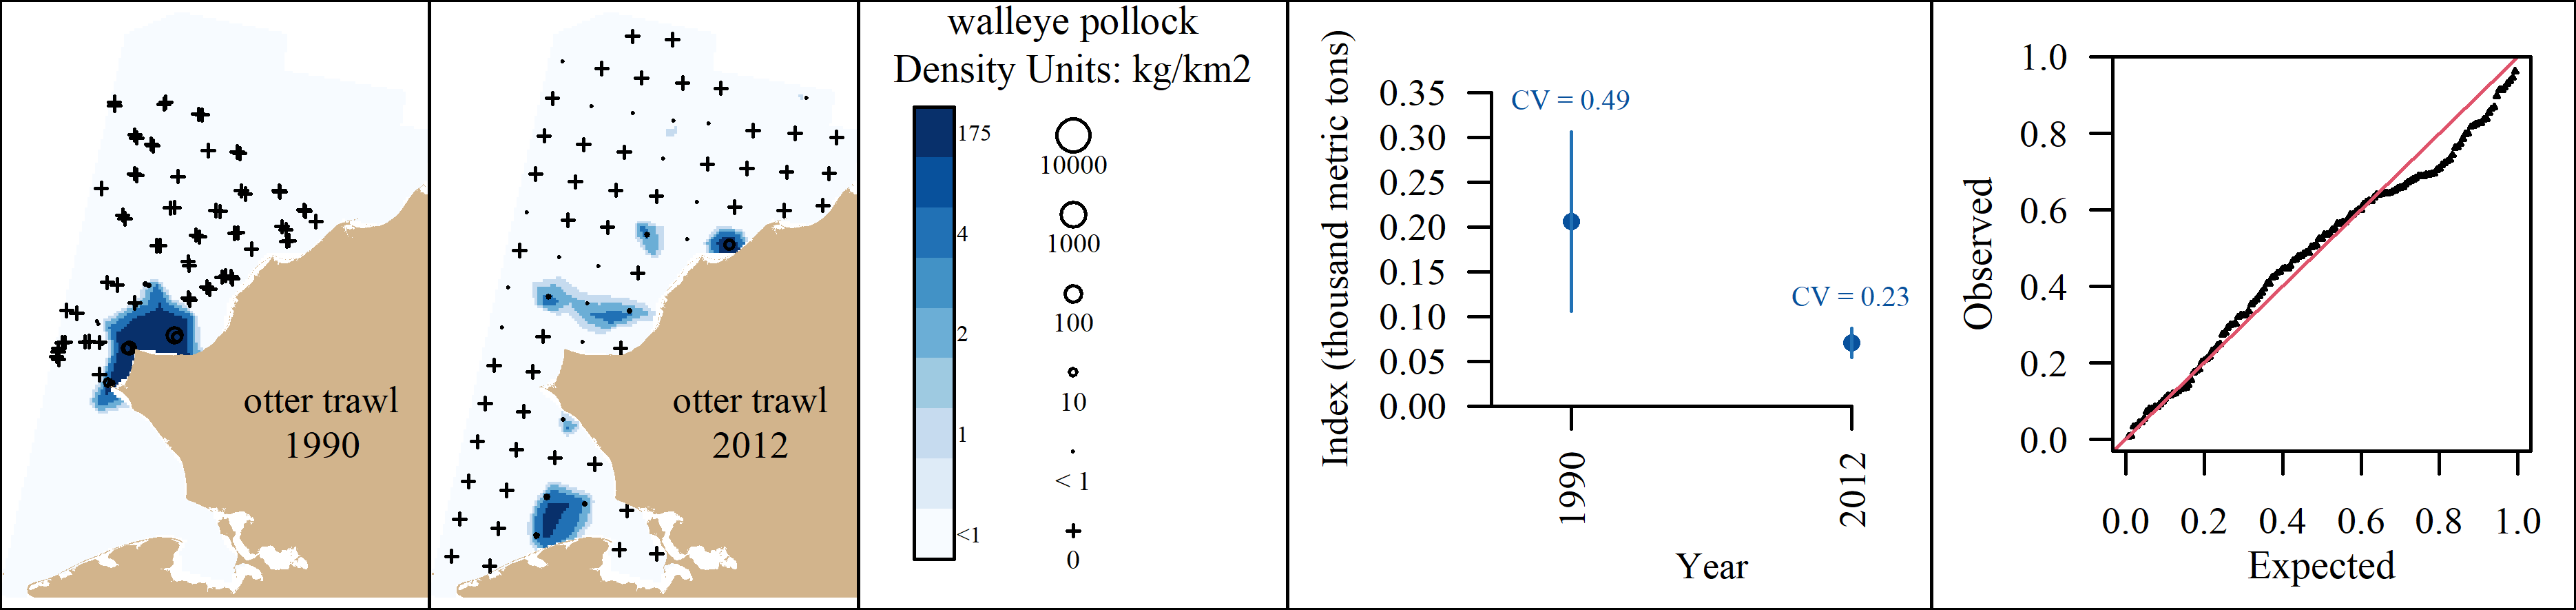 otter trawl
1990
otter trawl
2012
walleye pollock
Density Units: kg/km2
175
4
2
1
<1
10000
1000
100
10
< 1
0
Index (thousand metric tons)
0.35
0.30
0.25
0.20
0.15
0.10
0.05
0.00
CV = 0.49
CV = 0.23
1990
2012
Year
Observed
1.0
0.8
0.6
0.4
0.2
0.0
0.0 0.2 0.4 0.6 0.8 1.0
Expected